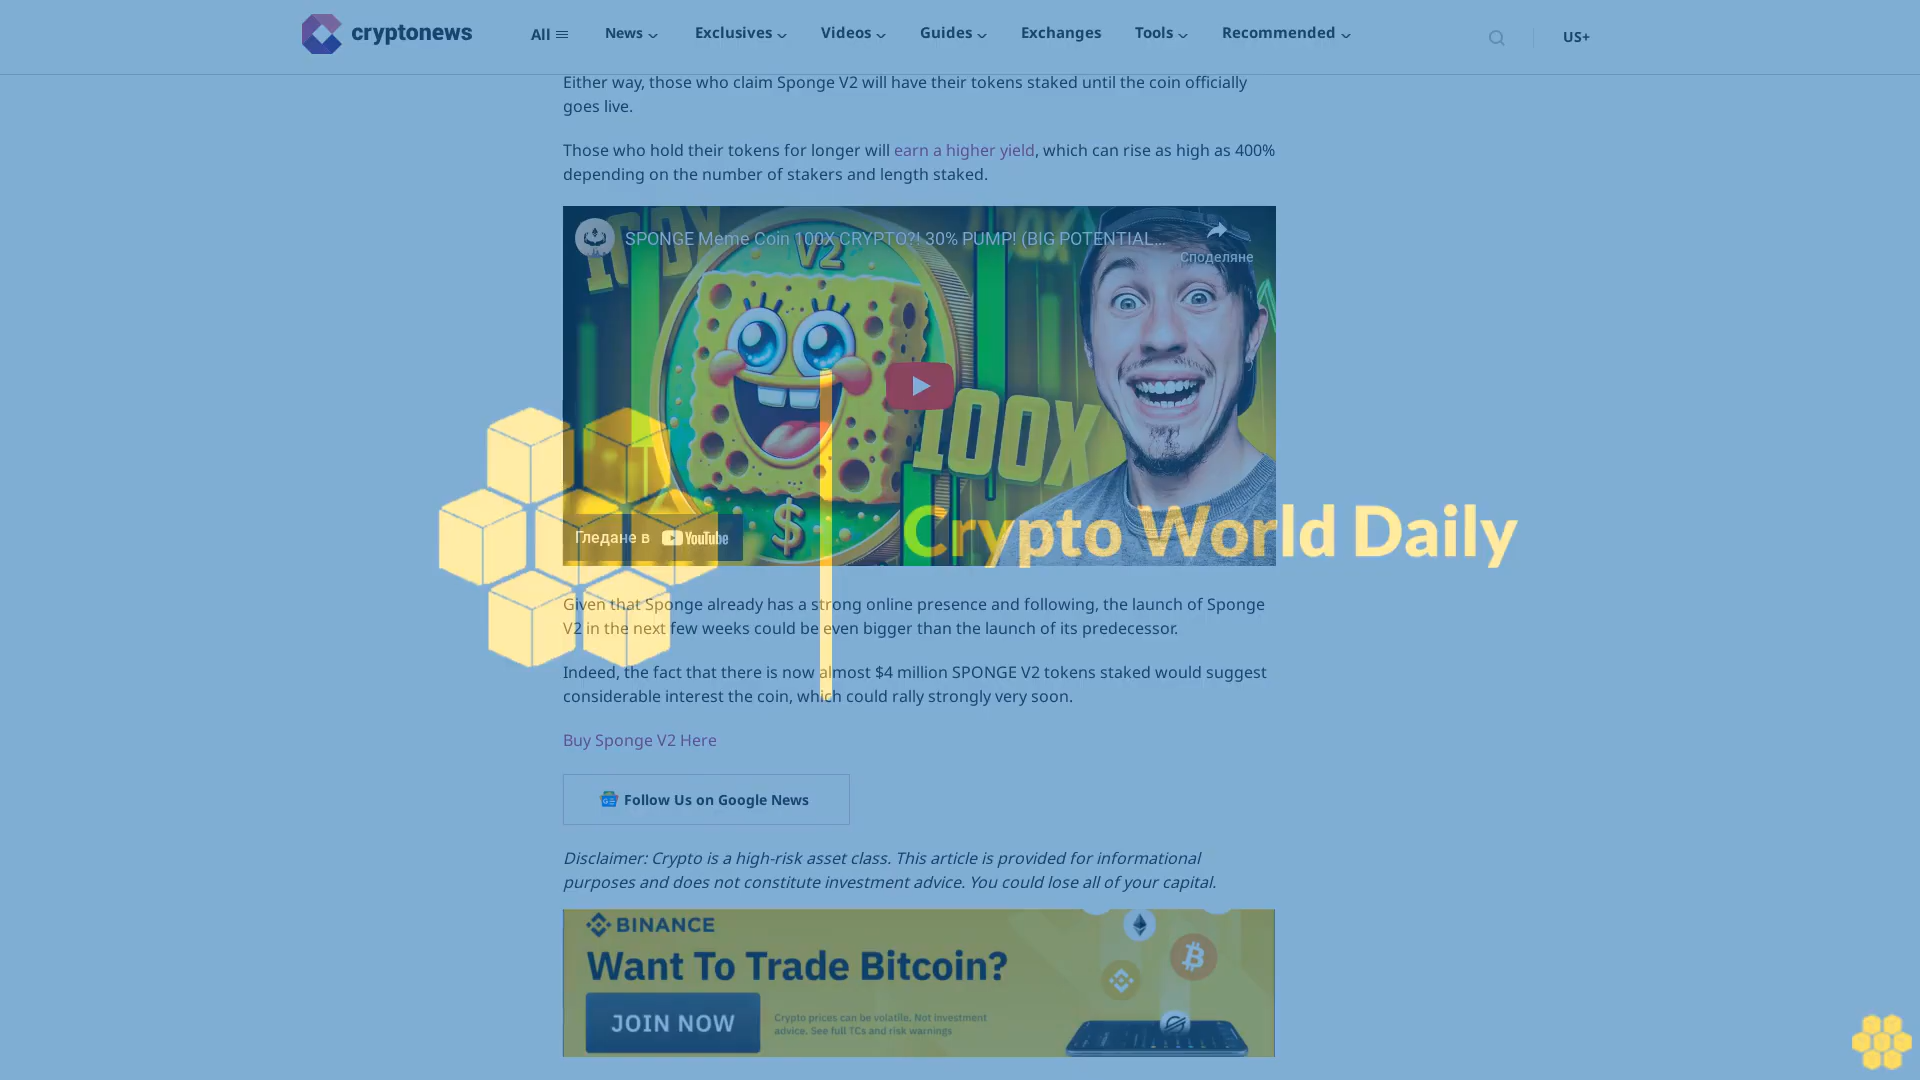 cryptonews
All
News
Exclusives
Videos
Guides
Exchanges
Tools
Recommended
US+
Either way, those who claim Sponge V2 will have their tokens staked until the coin officially
goes live.
Those who hold their tokens for longer will earn a higher yield, which can rise as high as 400%
depending on the number of stakers and length staked.
SPONGE Meme Coin 100X CRYPTO?! 30% PUMP! (BIG POTENTIAL...
Споделяне
100X
V2
100X
$
Гледане в YouTube
Crypto World Daily
Given that Sponge already has a strong online presence and following, the launch of Sponge
V2 in the next few weeks could be even bigger than the launch of its predecessor.
Indeed, the fact that there is now almost $4 million SPONGE V2 tokens staked would suggest
considerable interest the coin, which could rally strongly very soon.
Buy Sponge V2 Here
Follow Us on Google News
Disclaimer: Crypto is a high-risk asset class. This article is provided for informational
purposes and does not constitute investment advice. You could lose all of your capital.
BINANCE
Want To Trade Bitcoin?
JOIN NOW
Crypto prices can be volatile. Not investment
advice. See full TCs and risk warnings